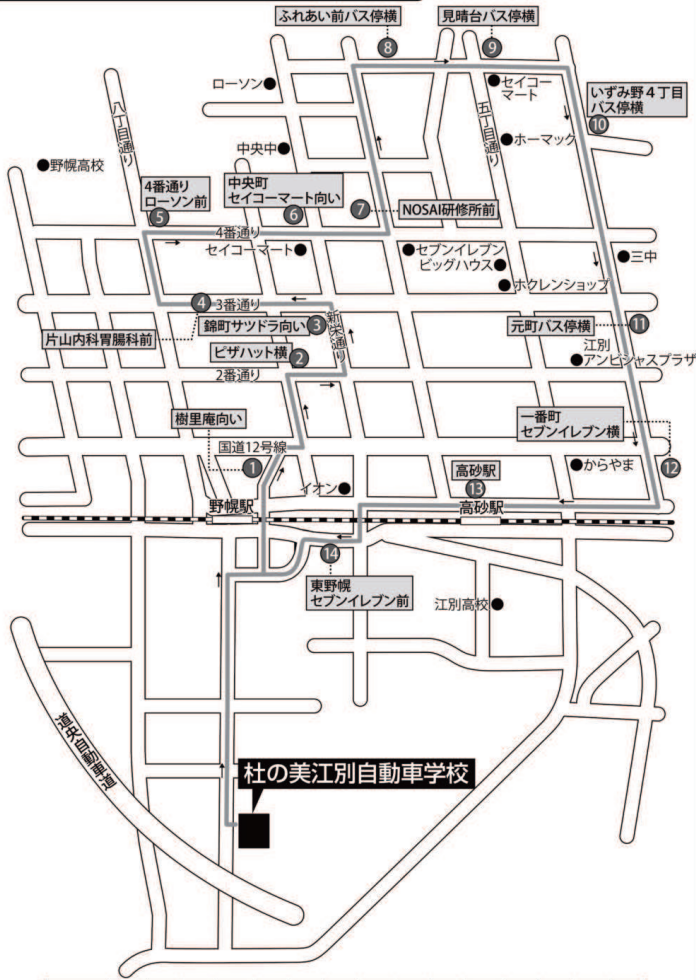 ふれあい前バス停横
見晴台バス停横
8
9
ローソン
セイコー
マート
いずみ野4丁目
バス停横
10
八丁目通り
五丁目通り
中央中
ホーマック
野幌高校
4番通り
ローソン前
5
中央町
セイコーマート向い
6
7
NOSAI研修所前
4番通り
セイコーマート
セブンイレブン
ビッグハウス
三中
ホクレンショップ
4
3番通り
新栄通り
錦町サツドラ向い
3
元町バス停横
11
片山内科胃腸科前
江別
アンビシャスプラザ
ピザハット横
2
2番通り
樹里庵向い
一番町
セブンイレブン横
国道12号線
1
高砂駅
13
からやま
12
イオン
野幌駅
高砂駅
14
東野幌
セブンイレブン前
江別高校
道央自動車道
杜の美江別自動車学校